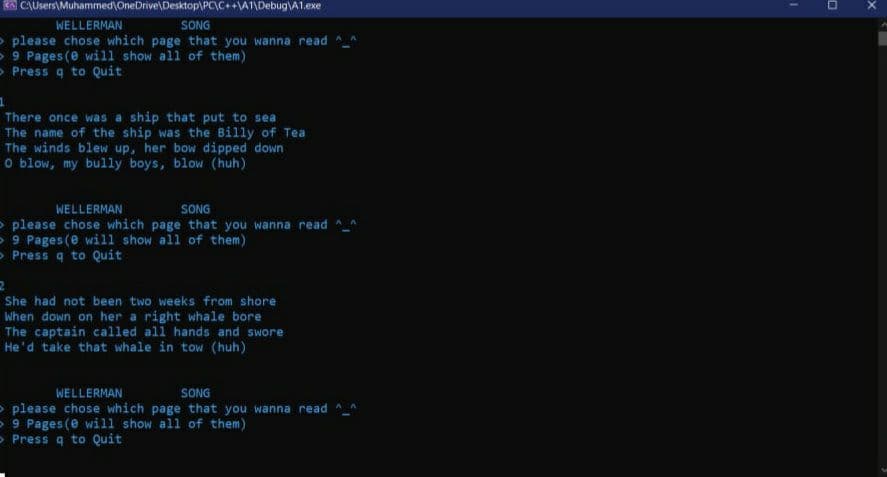 C:\Users\Muhammed\OneDrive\Desktop\PC\C++\A1\Debug\A1.exe
WELLERMAN SONG
> please chose which page that you wanna read ^_^
> 9 Pages(0 will show all of them)
> Press q to Quit
1
There once was a ship that put to sea
The name of the ship was the Billy of Tea
The winds blew up, her bow dipped down
O blow, my bully boys, blow (huh)
WELLERMAN SONG
> please chose which page that you wanna read ^_^
> 9 Pages(0 will show all of them)
> Press q to Quit
2
She had not been two weeks from shore
When down on her a right whale bore
The captain called all hands and swore
He'd take that whale in tow (huh)
WELLERMAN SONG
> please chose which page that you wanna read ^_^
> 9 Pages(0 will show all of them)
> Press q to Quit